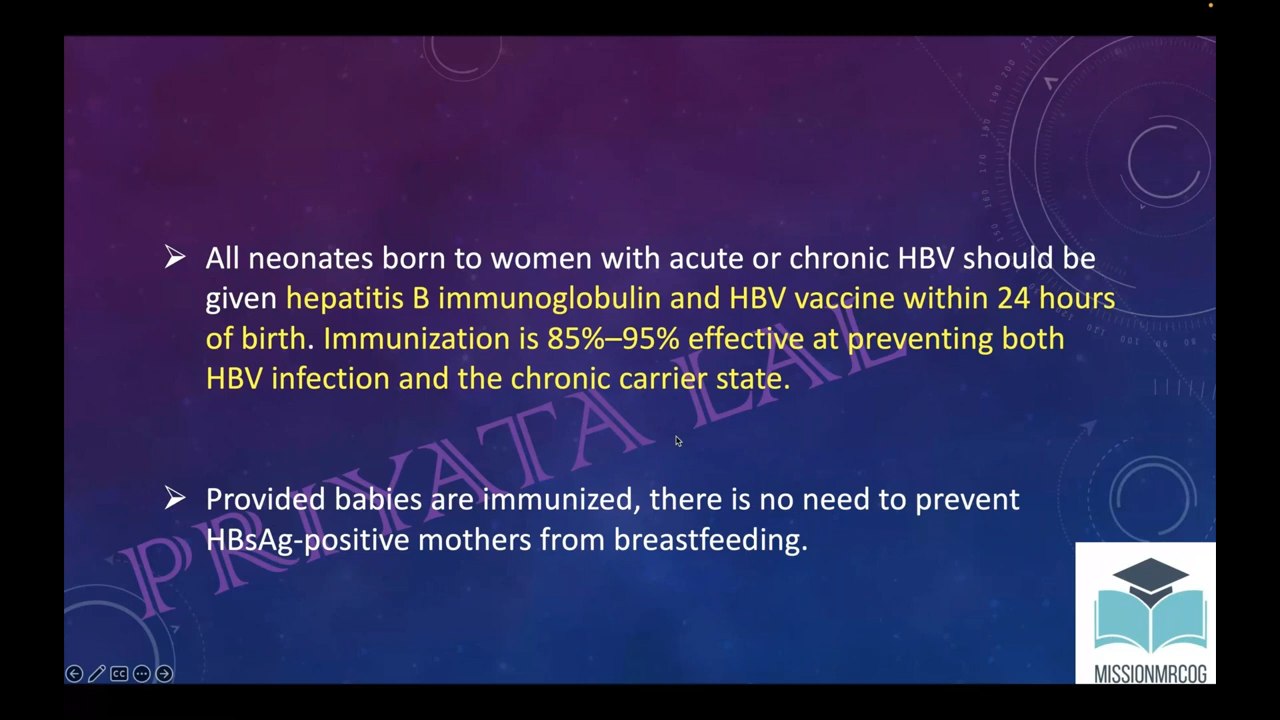 ➢ All neonates born to women with acute or chronic HBV should be
given hepatitis B immunoglobulin and HBV vaccine within 24 hours
of birth. Immunization is 85%–95% effective at preventing both
HBV infection and the chronic carrier state.
PRIYATA LAL
➢ Provided babies are immunized, there is no need to prevent
HBsAg-positive mothers from breastfeeding.
MISSIONMRCOG
CC